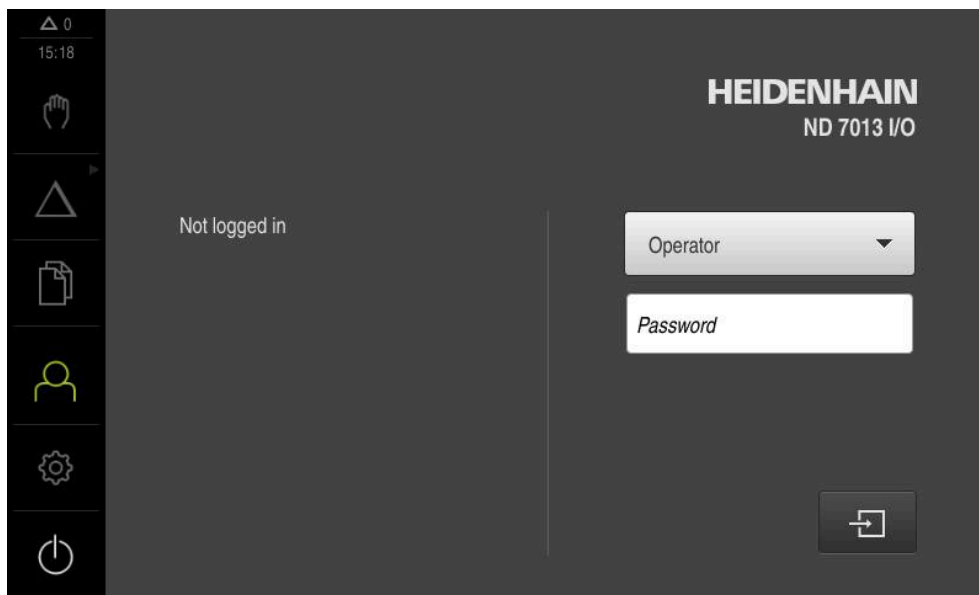 0
15:18
HEIDENHAIN
ND 7013 I/O
Not logged in
Operator
Password